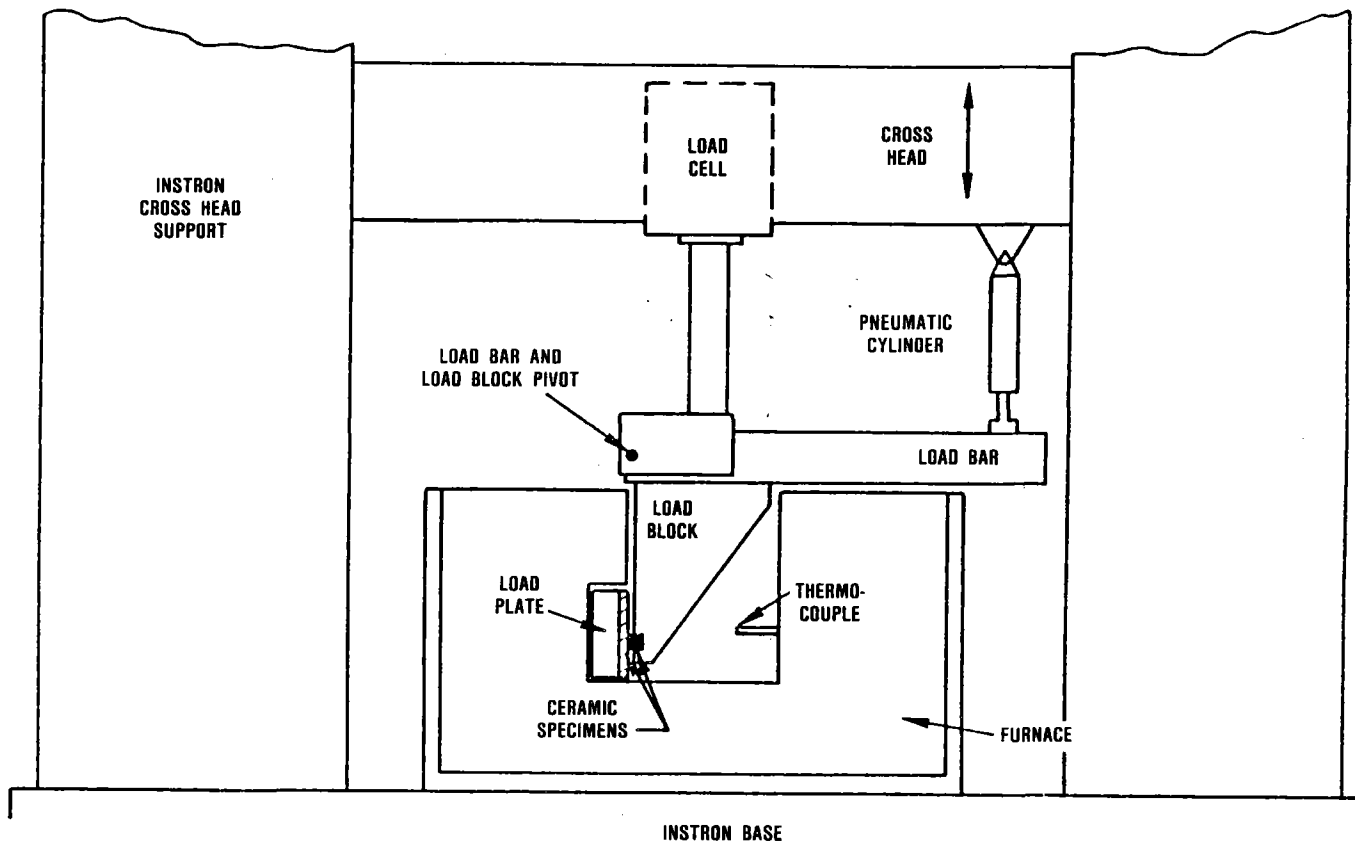 LOAD
CELL
CROSS
HEAD
INSTRON
CROSS HEAD
SUPPORT
PNEUMATIC
CYLINDER
LOAD BAR AND
LOAD BLOCK PIVOT
LOAD BAR
LOAD
BLOCK
LOAD
PLATE
THERMO-
COUPLE
CERAMIC
SPECIMENS
FURNACE
INSTRON BASE